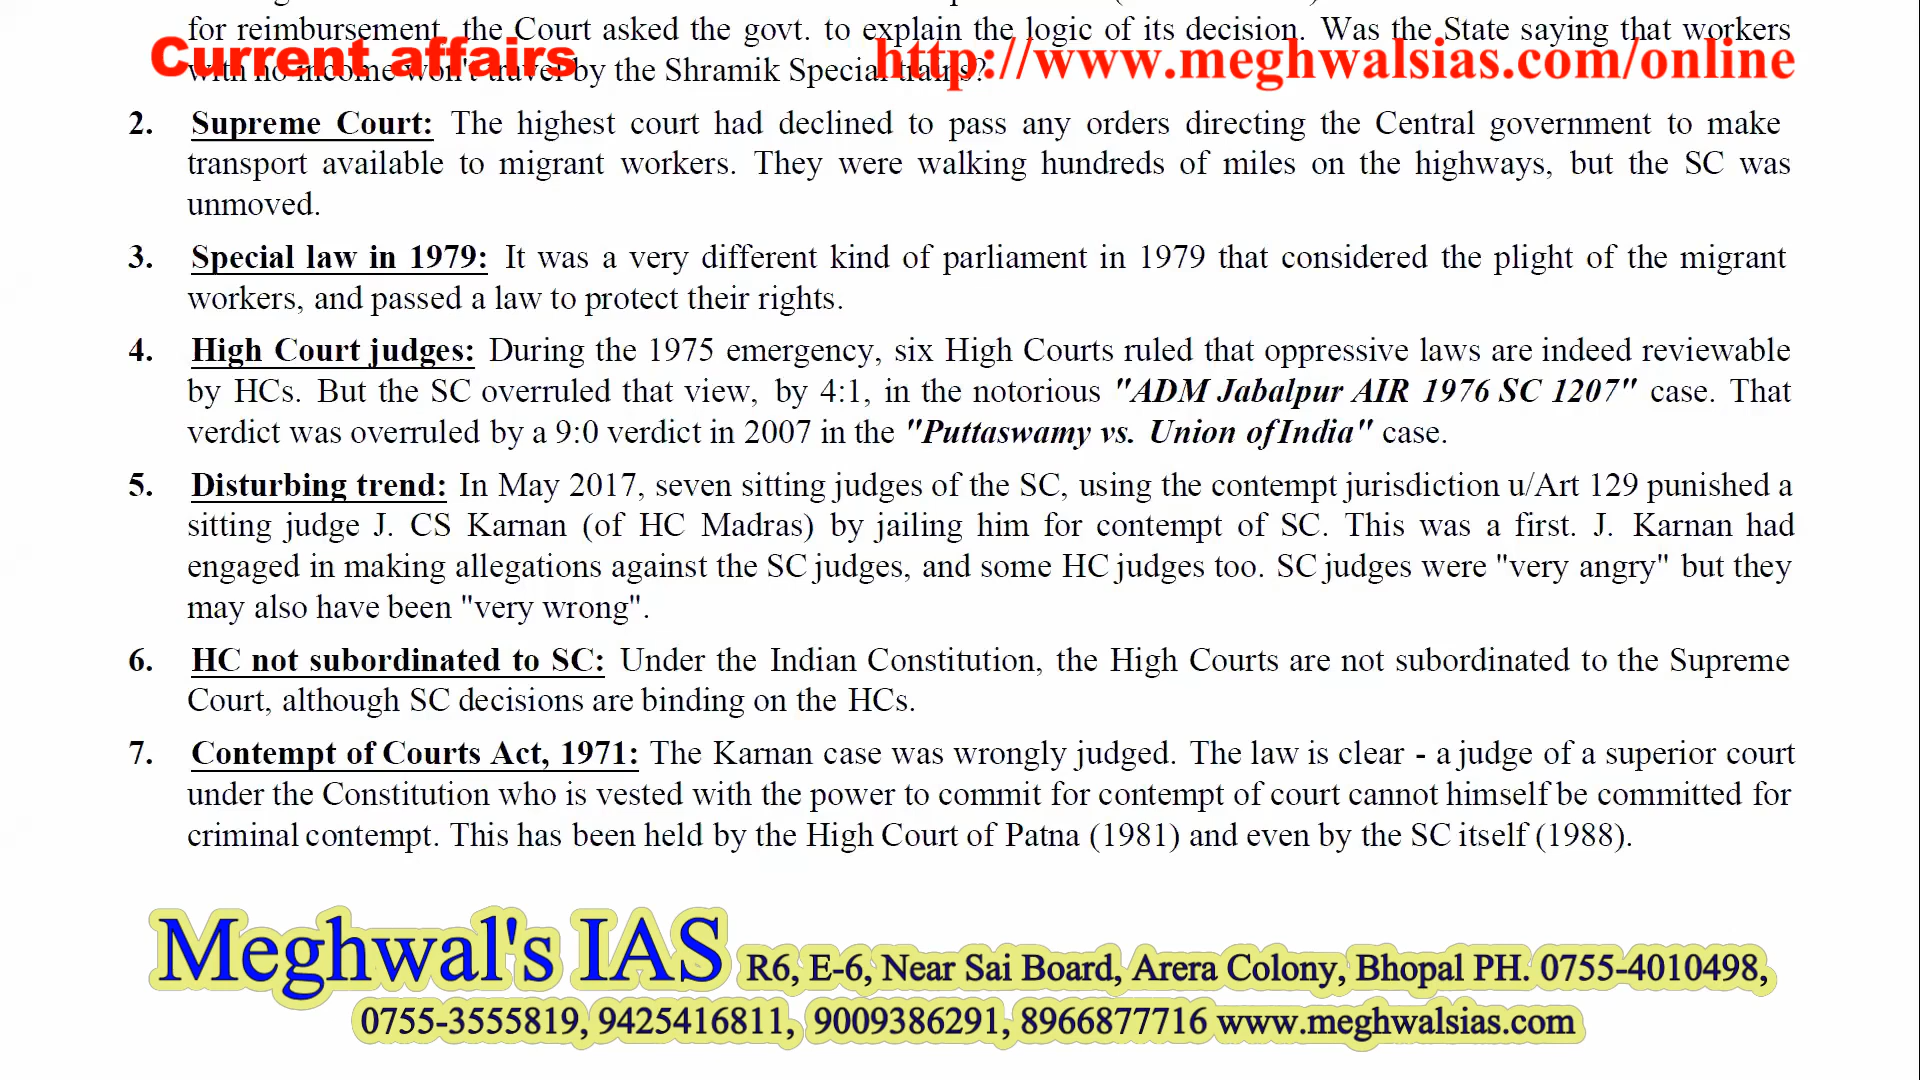 for reimbursement, the Court asked the govt. to explain the logic of its decision. Was the State saying that workers
Current affairs
http://www.meghwalsias.com/online
with no income won't travel by the Shramik Special trains?
2. Supreme Court: The highest court had declined to pass any orders directing the Central government to make
transport available to migrant workers. They were walking hundreds of miles on the highways, but the SC was
unmoved.
3. Special law in 1979: It was a very different kind of parliament in 1979 that considered the plight of the migrant
workers, and passed a law to protect their rights.
4. High Court judges: During the 1975 emergency, six High Courts ruled that oppressive laws are indeed reviewable
by HCs. But the SC overruled that view, by 4:1, in the notorious "ADM Jabalpur AIR 1976 SC 1207" case. That
verdict was overruled by a 9:0 verdict in 2007 in the "Puttaswamy vs. Union of India" case.
5. Disturbing trend: In May 2017, seven sitting judges of the SC, using the contempt jurisdiction u/Art 129 punished a
sitting judge J. CS Karnan (of HC Madras) by jailing him for contempt of SC. This was a first. J. Karnan had
engaged in making allegations against the SC judges, and some HC judges too. SC judges were "very angry" but they
may also have been "very wrong".
6. HC not subordinated to SC: Under the Indian Constitution, the High Courts are not subordinated to the Supreme
Court, although SC decisions are binding on the HCs.
7. Contempt of Courts Act, 1971: The Karnan case was wrongly judged. The law is clear - a judge of a superior court
under the Constitution who is vested with the power to commit for contempt of court cannot himself be committed for
criminal contempt. This has been held by the High Court of Patna (1981) and even by the SC itself (1988).
Meghwal's IAS R6, E-6, Near Sai Board, Arera Colony, Bhopal PH. 0755-4010498,
0755-3555819, 9425416811, 9009386291, 8966877716 www.meghwalsias.com